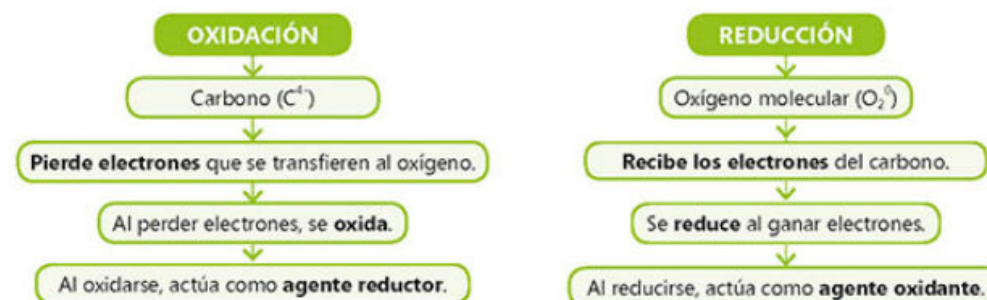 OXIDACIÓN
Carbono (C⁴⁻)
Pierde electrones que se transfieren al oxígeno.
Al perder electrones, se oxida.
Al oxidarse, actúa como agente reductor.
REDUCCIÓN
Oxígeno molecular (O₂⁰)
Recibe los electrones del carbono.
Se reduce al ganar electrones.
Al reducirse, actúa como agente oxidante.